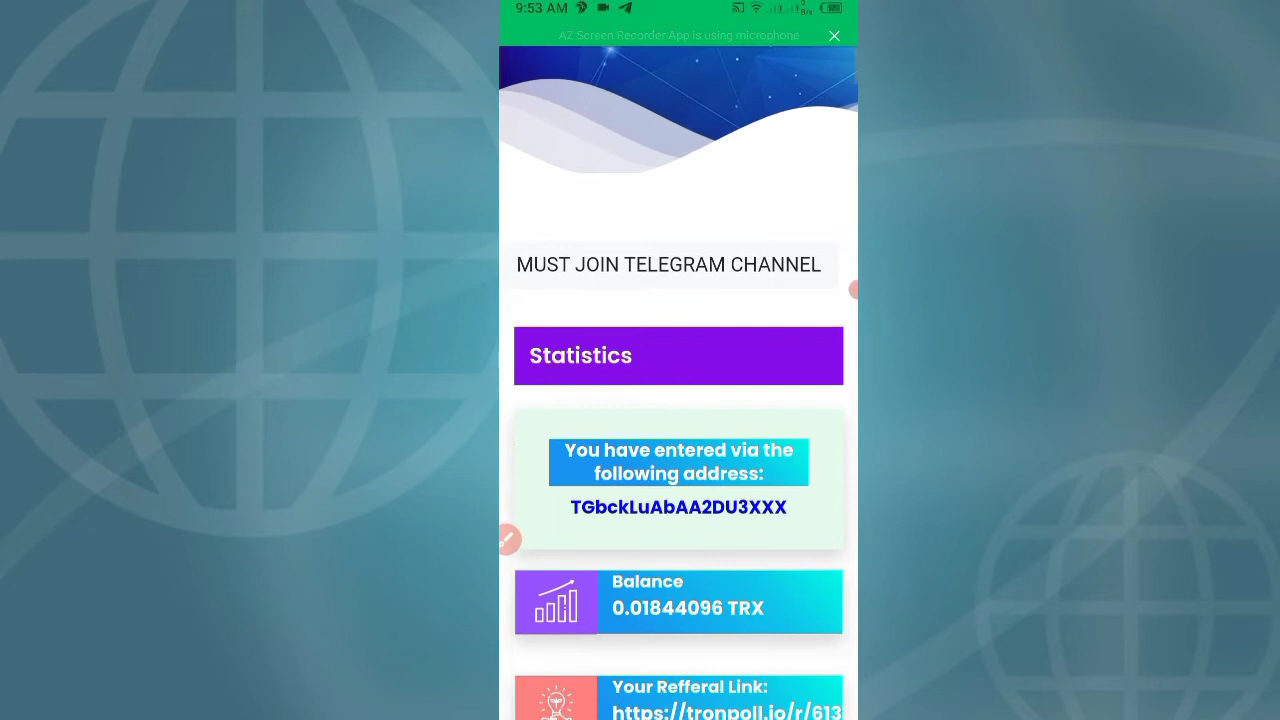 9:53 AM
AZ Screen Recorder App is using microphone
MUST JOIN TELEGRAM CHANNEL
Statistics
You have entered via the
following address:
TGbckLuAbAA2DU3XXX
Balance
0.01844096 TRX
Your Refferal Link:
https://tronpoll.io/r/613